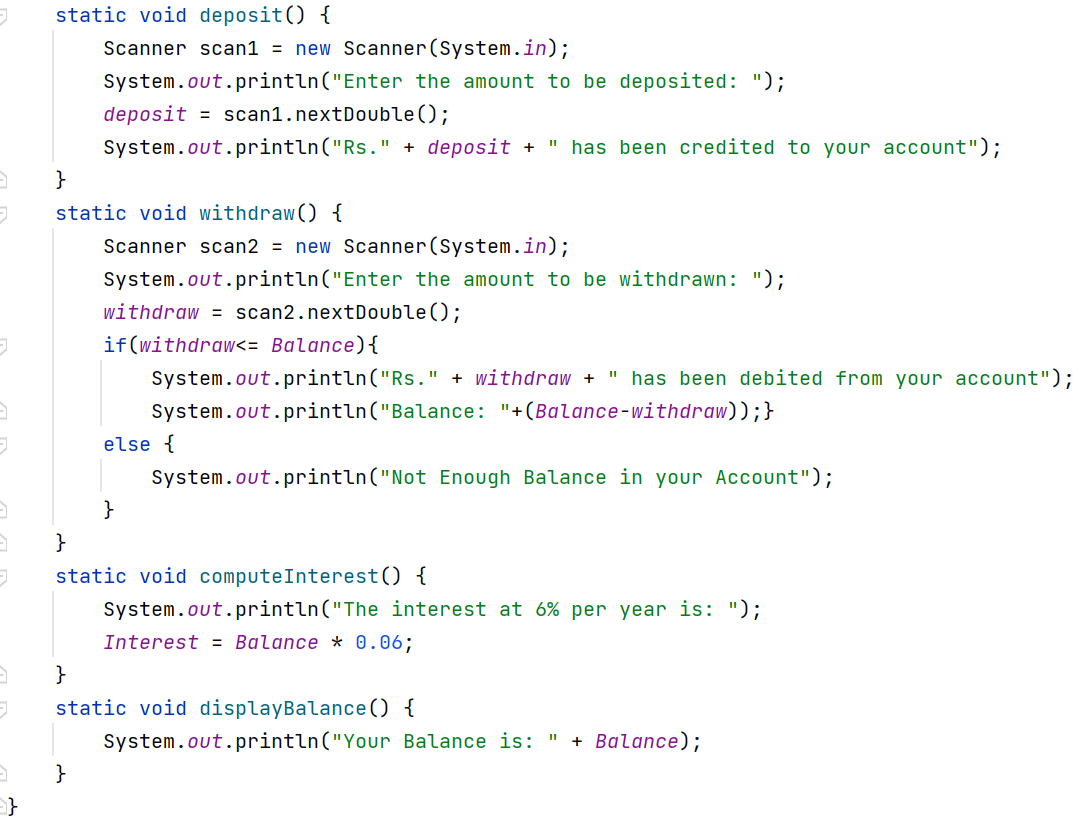 static void deposit() {
Scanner scan1 = new Scanner(System.in);
System.out.println("Enter the amount to be deposited: ");
deposit = scan1.nextDouble();
System.out.println("Rs." + deposit + " has been credited to your account");
}
static void withdraw() {
Scanner scan2 = new Scanner(System.in);
System.out.println("Enter the amount to be withdrawn: ");
withdraw = scan2.nextDouble();
if(withdraw<= Balance){
System.out.println("Rs." + withdraw + " has been debited from your account");
System.out.println("Balance: "+(Balance-withdraw));}
else {
System.out.println("Not Enough Balance in your Account");
}
}
static void computeInterest() {
System.out.println("The interest at 6% per year is: ");
Interest = Balance * 0.06;
}
static void displayBalance() {
System.out.println("Your Balance is: " + Balance);
}
}